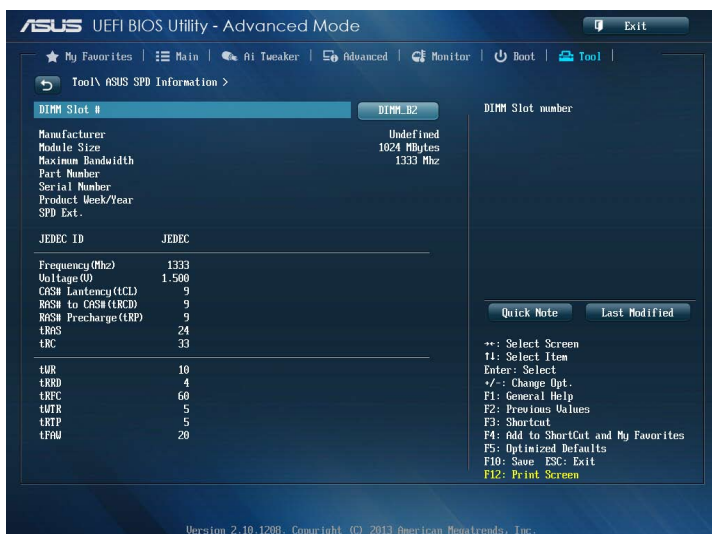 ASUS UEFI BIOS Utility - Advanced Mode
Exit
My Favorites
Main
Ai Tweaker
Advanced
Monitor
Boot
Tool
Tool\ ASUS SPD Information >
DIMM Slot # DIMM_B2
Manufacturer Undefined
Module Size 1024 MBytes
Maximum Bandwidth 1333 Mhz
Part Number
Serial Number
Product Week/Year
SPD Ext.
JEDEC ID JEDEC
Frequency(Mhz) 1333
Voltage(V) 1.500
CAS# Lantency(tCL) 9
RAS# to CAS#(tRCD) 9
RAS# Precharge(tRP) 9
tRAS 24
tRC 33
tWR 10
tRRD 4
tRFC 60
tWTR 5
tRTP 5
tFAW 20
DIMM Slot number
Quick Note
Last Modified
→←: Select Screen
↑↓: Select Item
Enter: Select
+/-: Change Opt.
F1: General Help
F2: Previous Values
F3: Shortcut
F4: Add to ShortCut and My Favorites
F5: Optimized Defaults
F10: Save ESC: Exit
F12: Print Screen
Version 2.10.1208. Copyright (C) 2013 American Megatrends, Inc.